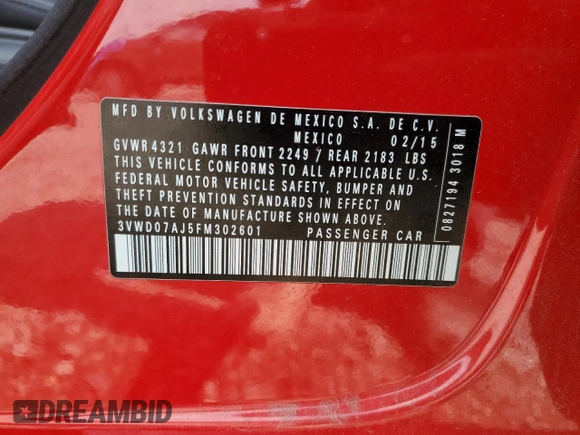 MFD BY VOLKSWAGEN DE MEXICO S.A. DE C.V.
MEXICO 02/15
GVWR 4321 GAWR FRONT 2249 / REAR 2183 LBS
THIS VEHICLE CONFORMS TO ALL APPLICABLE U.S.
FEDERAL MOTOR VEHICLE SAFETY, BUMPER AND
THEFT PREVENTION STANDARDS IN EFFECT ON
THE DATE OF MANUFACTURE SHOWN ABOVE.
3VWD07AJ5FM302601 PASSENGER CAR
0827194 3018 M
DREAMBID